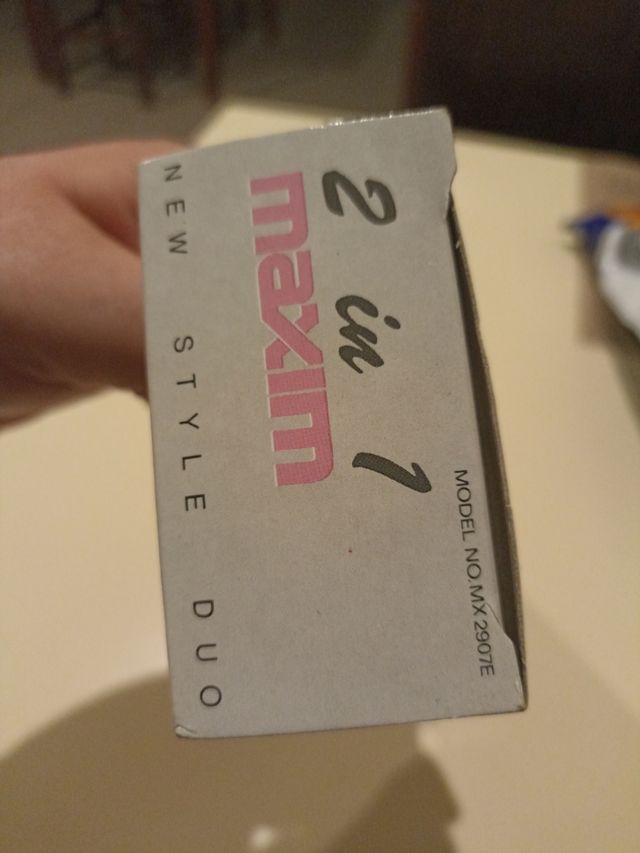 MODEL NO.MX 2907E
2 in 1
maxim
NEW STYLE DUO